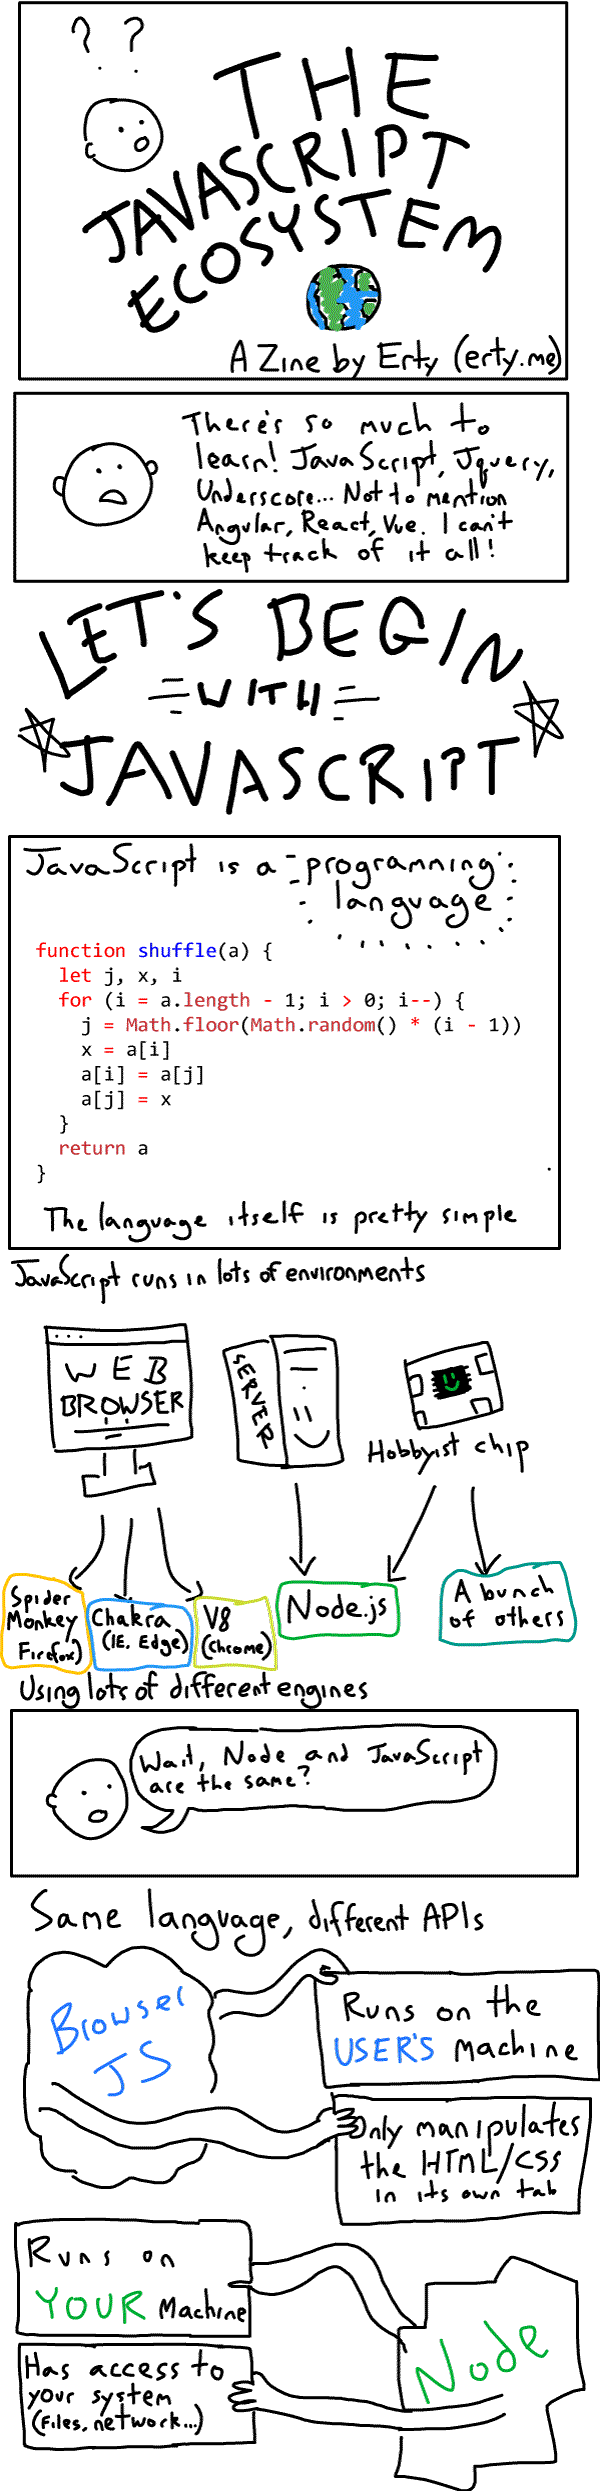 ? ?
THE
JAVASCRIPT
ECOSYSTEM
A Zine by Erty (erty.me)
There's so much to
learn! JavaScript, Jquery,
Underscore... Not to mention
Angular, React, Vue. I can't
keep track of it all!
LET'S BEGIN
WITH
JAVASCRIPT
JavaScript is a programming
language
function shuffle(a) {
let j, x, i
for (i = a.length - 1; i > 0; i--) {
j = Math.floor(Math.random() * (i - 1))
x = a[i]
a[i] = a[j]
a[j] = x
}
return a
}
The language itself is pretty simple
JavaScript runs in lots of environments
WEB
BROWSER
SERVER
Hobbyist chip
Spider
Monkey
Firefox)
Chakra
(IE, Edge)
V8
(Chrome)
Node.js
A bunch
of others
Using lots of different engines
Wait, Node and JavaScript
are the same?
Same language, different APIs
Browser
JS
Runs on the
USER'S machine
Only manipulates
the HTML/CSS
in its own tab
Runs on
YOUR Machine
Has access to
your system
(Files, network...)
Node